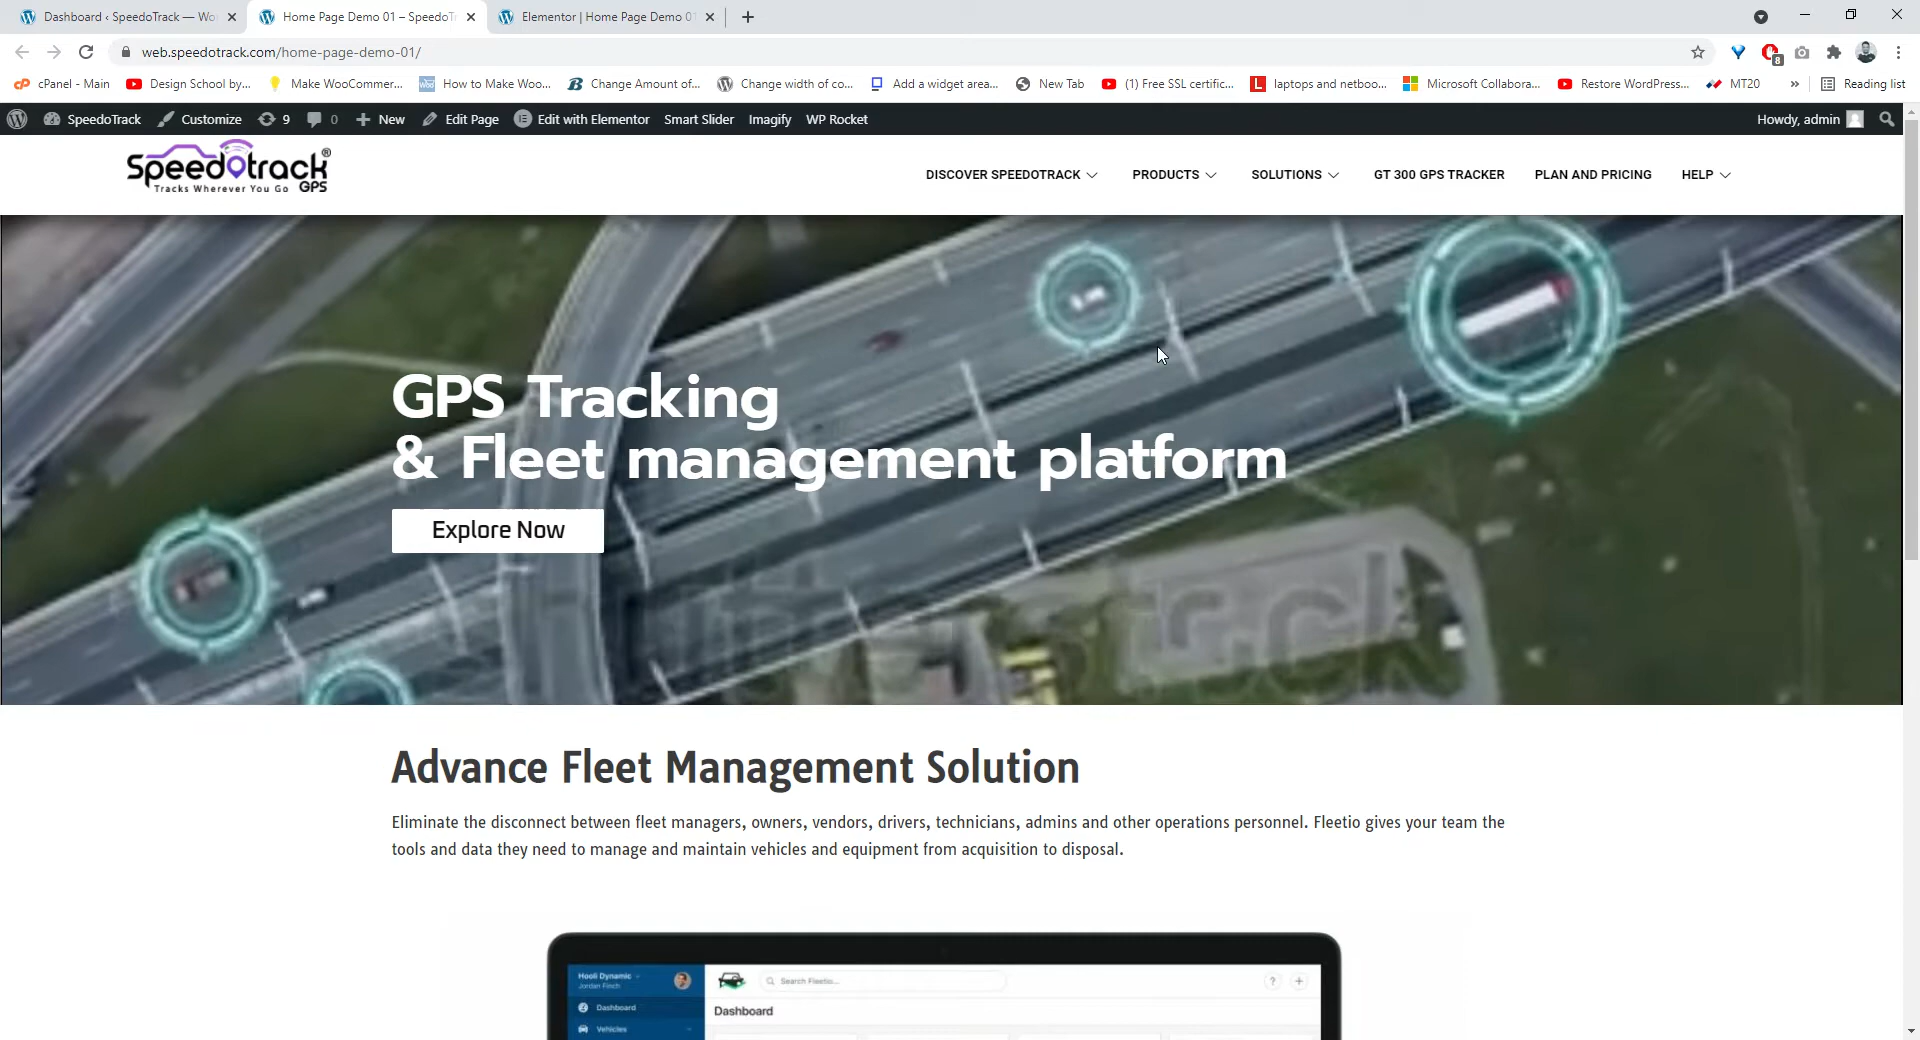 Dashboard ‹ SpeedoTrack — Wo
Home Page Demo 01 – SpeedoT
Elementor | Home Page Demo 01
web.speedotrack.com/home-page-demo-01/
8
cPanel - Main
Design School by...
Make WooCommer...
How to Make Woo...
Change Amount of...
Change width of co...
Add a widget area...
New Tab
(1) Free SSL certific...
laptops and netboo...
Microsoft Collabora...
Restore WordPress...
MT20
»
Reading list
SpeedoTrack
Customize
9
0
New
Edit Page
Edit with Elementor
Smart Slider
Imagify
WP Rocket
Howdy, admin
Speedotrack®
Tracks Wherever You Go GPS
DISCOVER SPEEDOTRACK
PRODUCTS
SOLUTIONS
GT 300 GPS TRACKER
PLAN AND PRICING
HELP
GPS Tracking
& Fleet management platform
Explore Now
shutterstock
Advance Fleet Management Solution
Eliminate the disconnect between fleet managers, owners, vendors, drivers, technicians, admins and other operations personnel. Fleetio gives your team the
tools and data they need to manage and maintain vehicles and equipment from acquisition to disposal.
Hooli Dynamic
Jordan Finch
Search Fleetio...
?
Dashboard
Dashboard
Vehicles